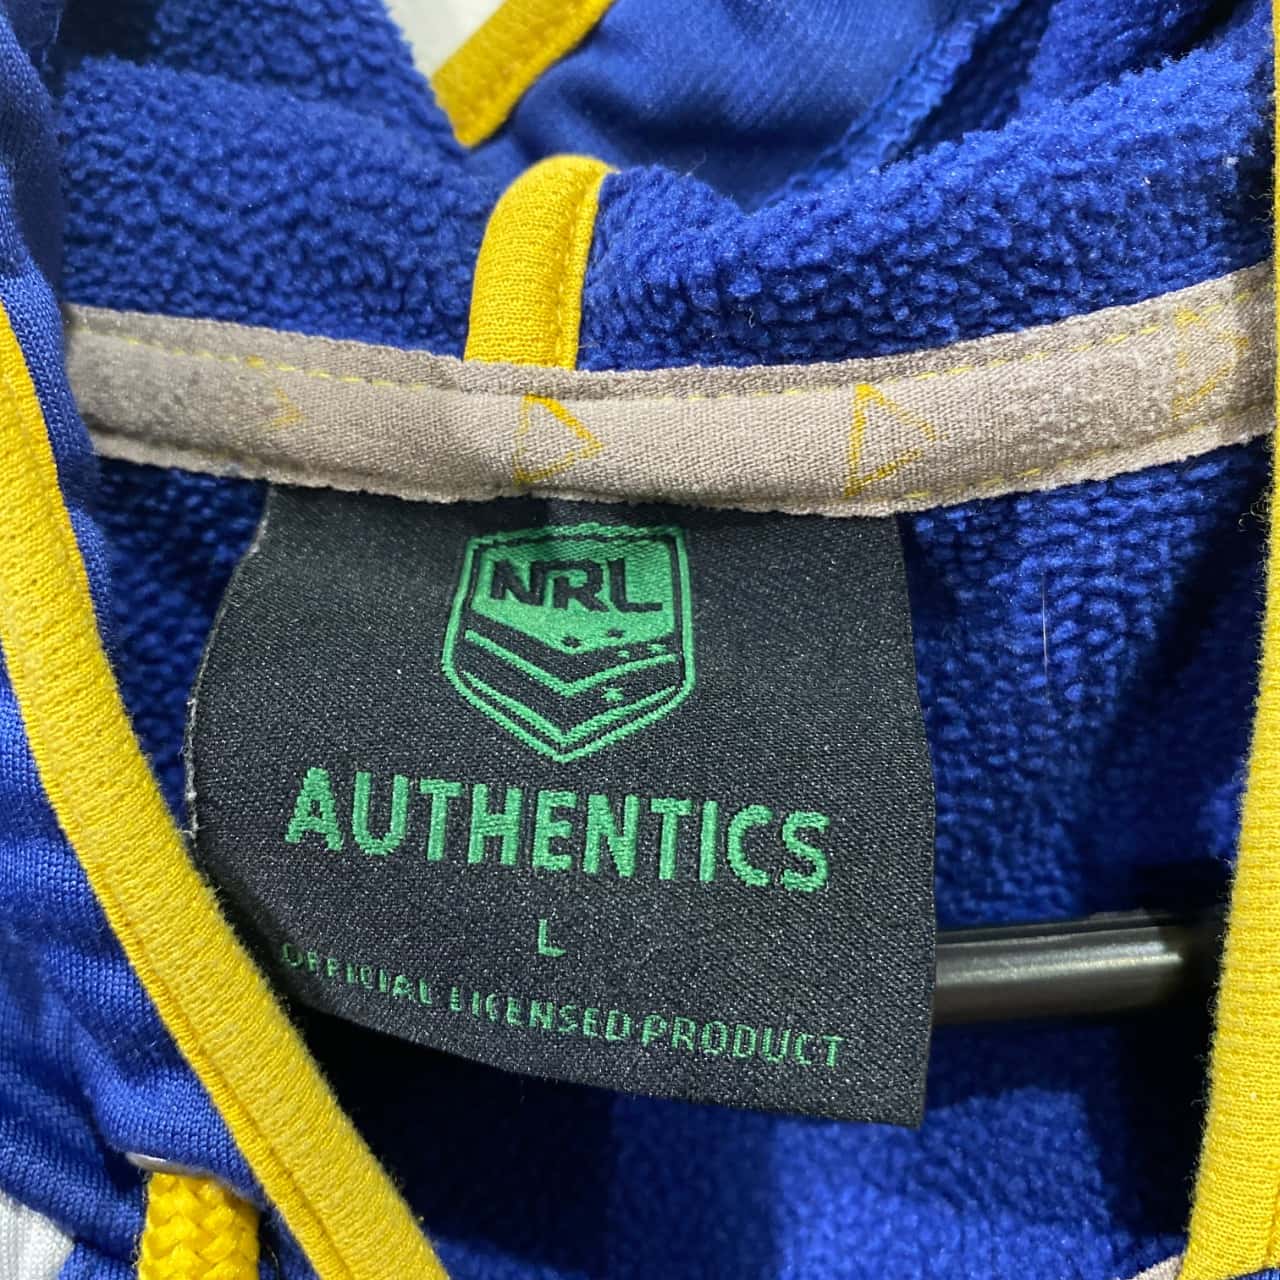 NRL
AUTHENTICS
L
OFFICIAL LICENSED PRODUCT